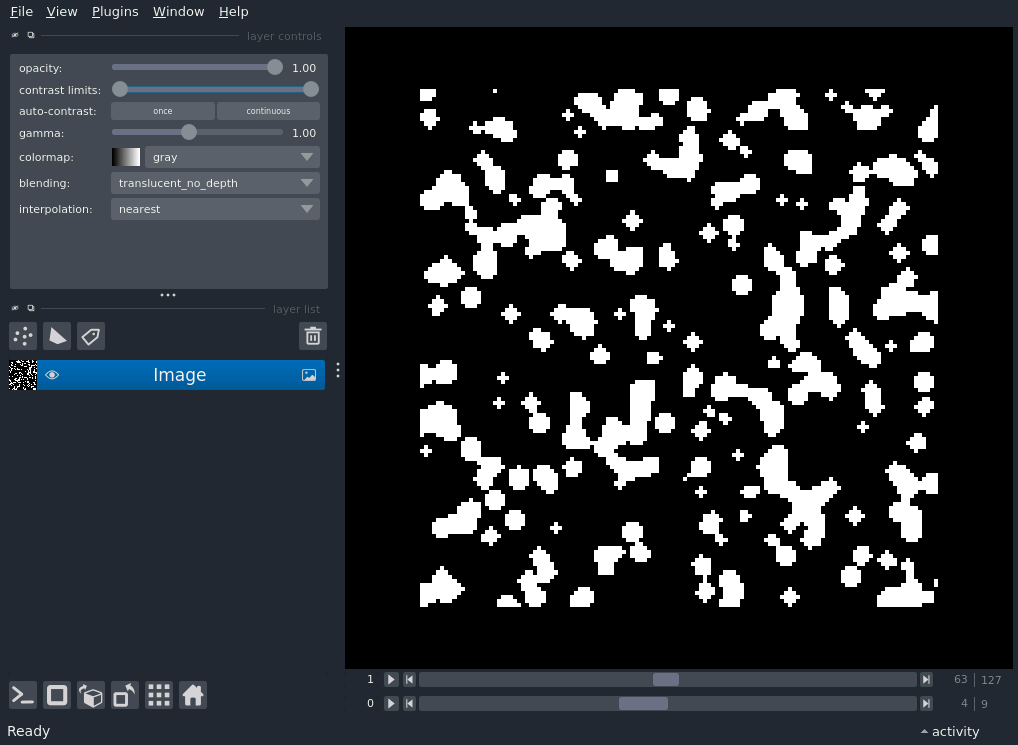 File View Plugins Window Help
layer controls
opacity: 1.00
contrast limits:
auto-contrast: once continuous
gamma: 1.00
colormap: gray
blending: translucent_no_depth
interpolation: nearest
layer list
Image
1 63 127
0 4 9
Ready activity